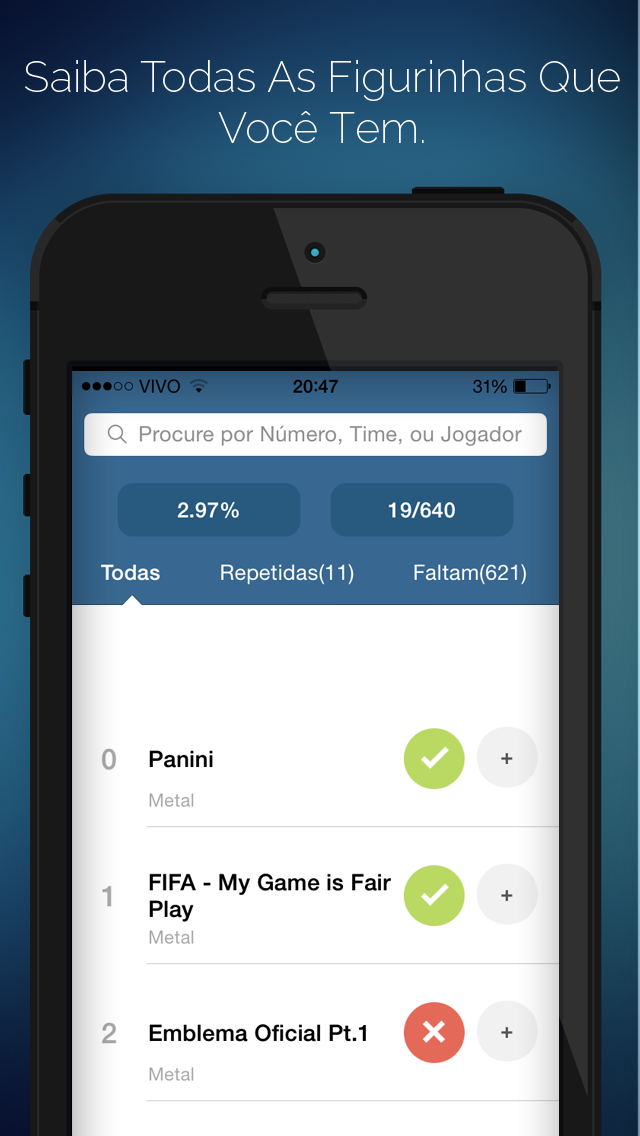 Saiba Todas As Figurinhas Que
Você Tem.
VIVO 20:47 31%
Procure por Número, Time, ou Jogador
2.97% 19/640
Todas Repetidas(11) Faltam(621)
0 Panini +
Metal
1 FIFA - My Game is Fair
Play +
Metal
2 Emblema Oficial Pt.1 +
Metal